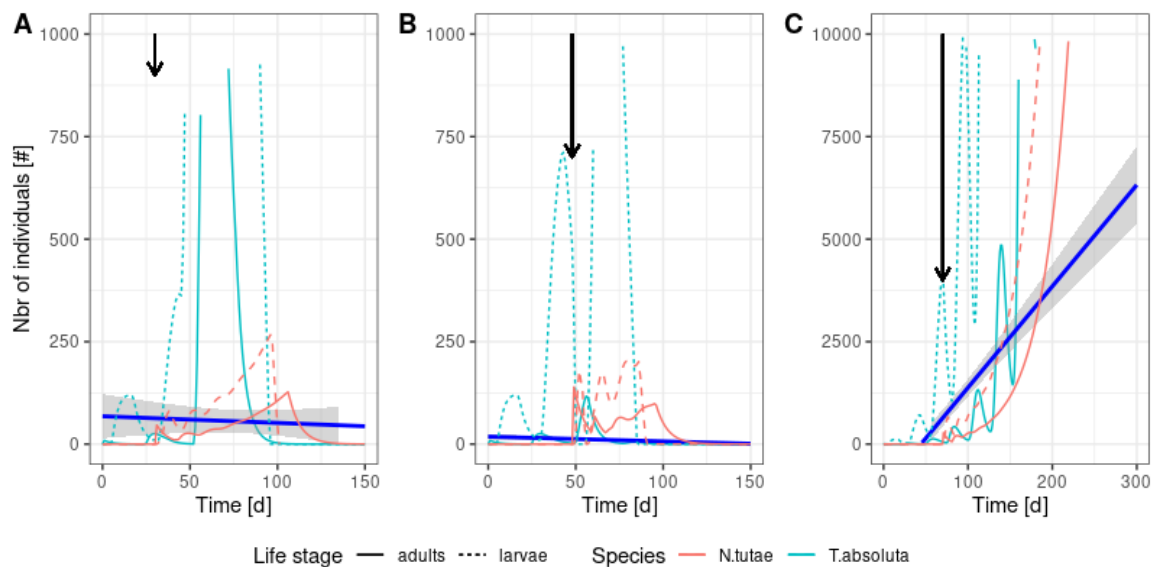 A
B
C
Nbr of individuals [#]
1000
750
500
250
0
1000
750
500
250
0
10000
7500
5000
2500
0
0 50 100 150
0 50 100 150
0 100 200 300
Time [d]
Time [d]
Time [d]
Life stage adults larvae Species N.tutae T.absoluta